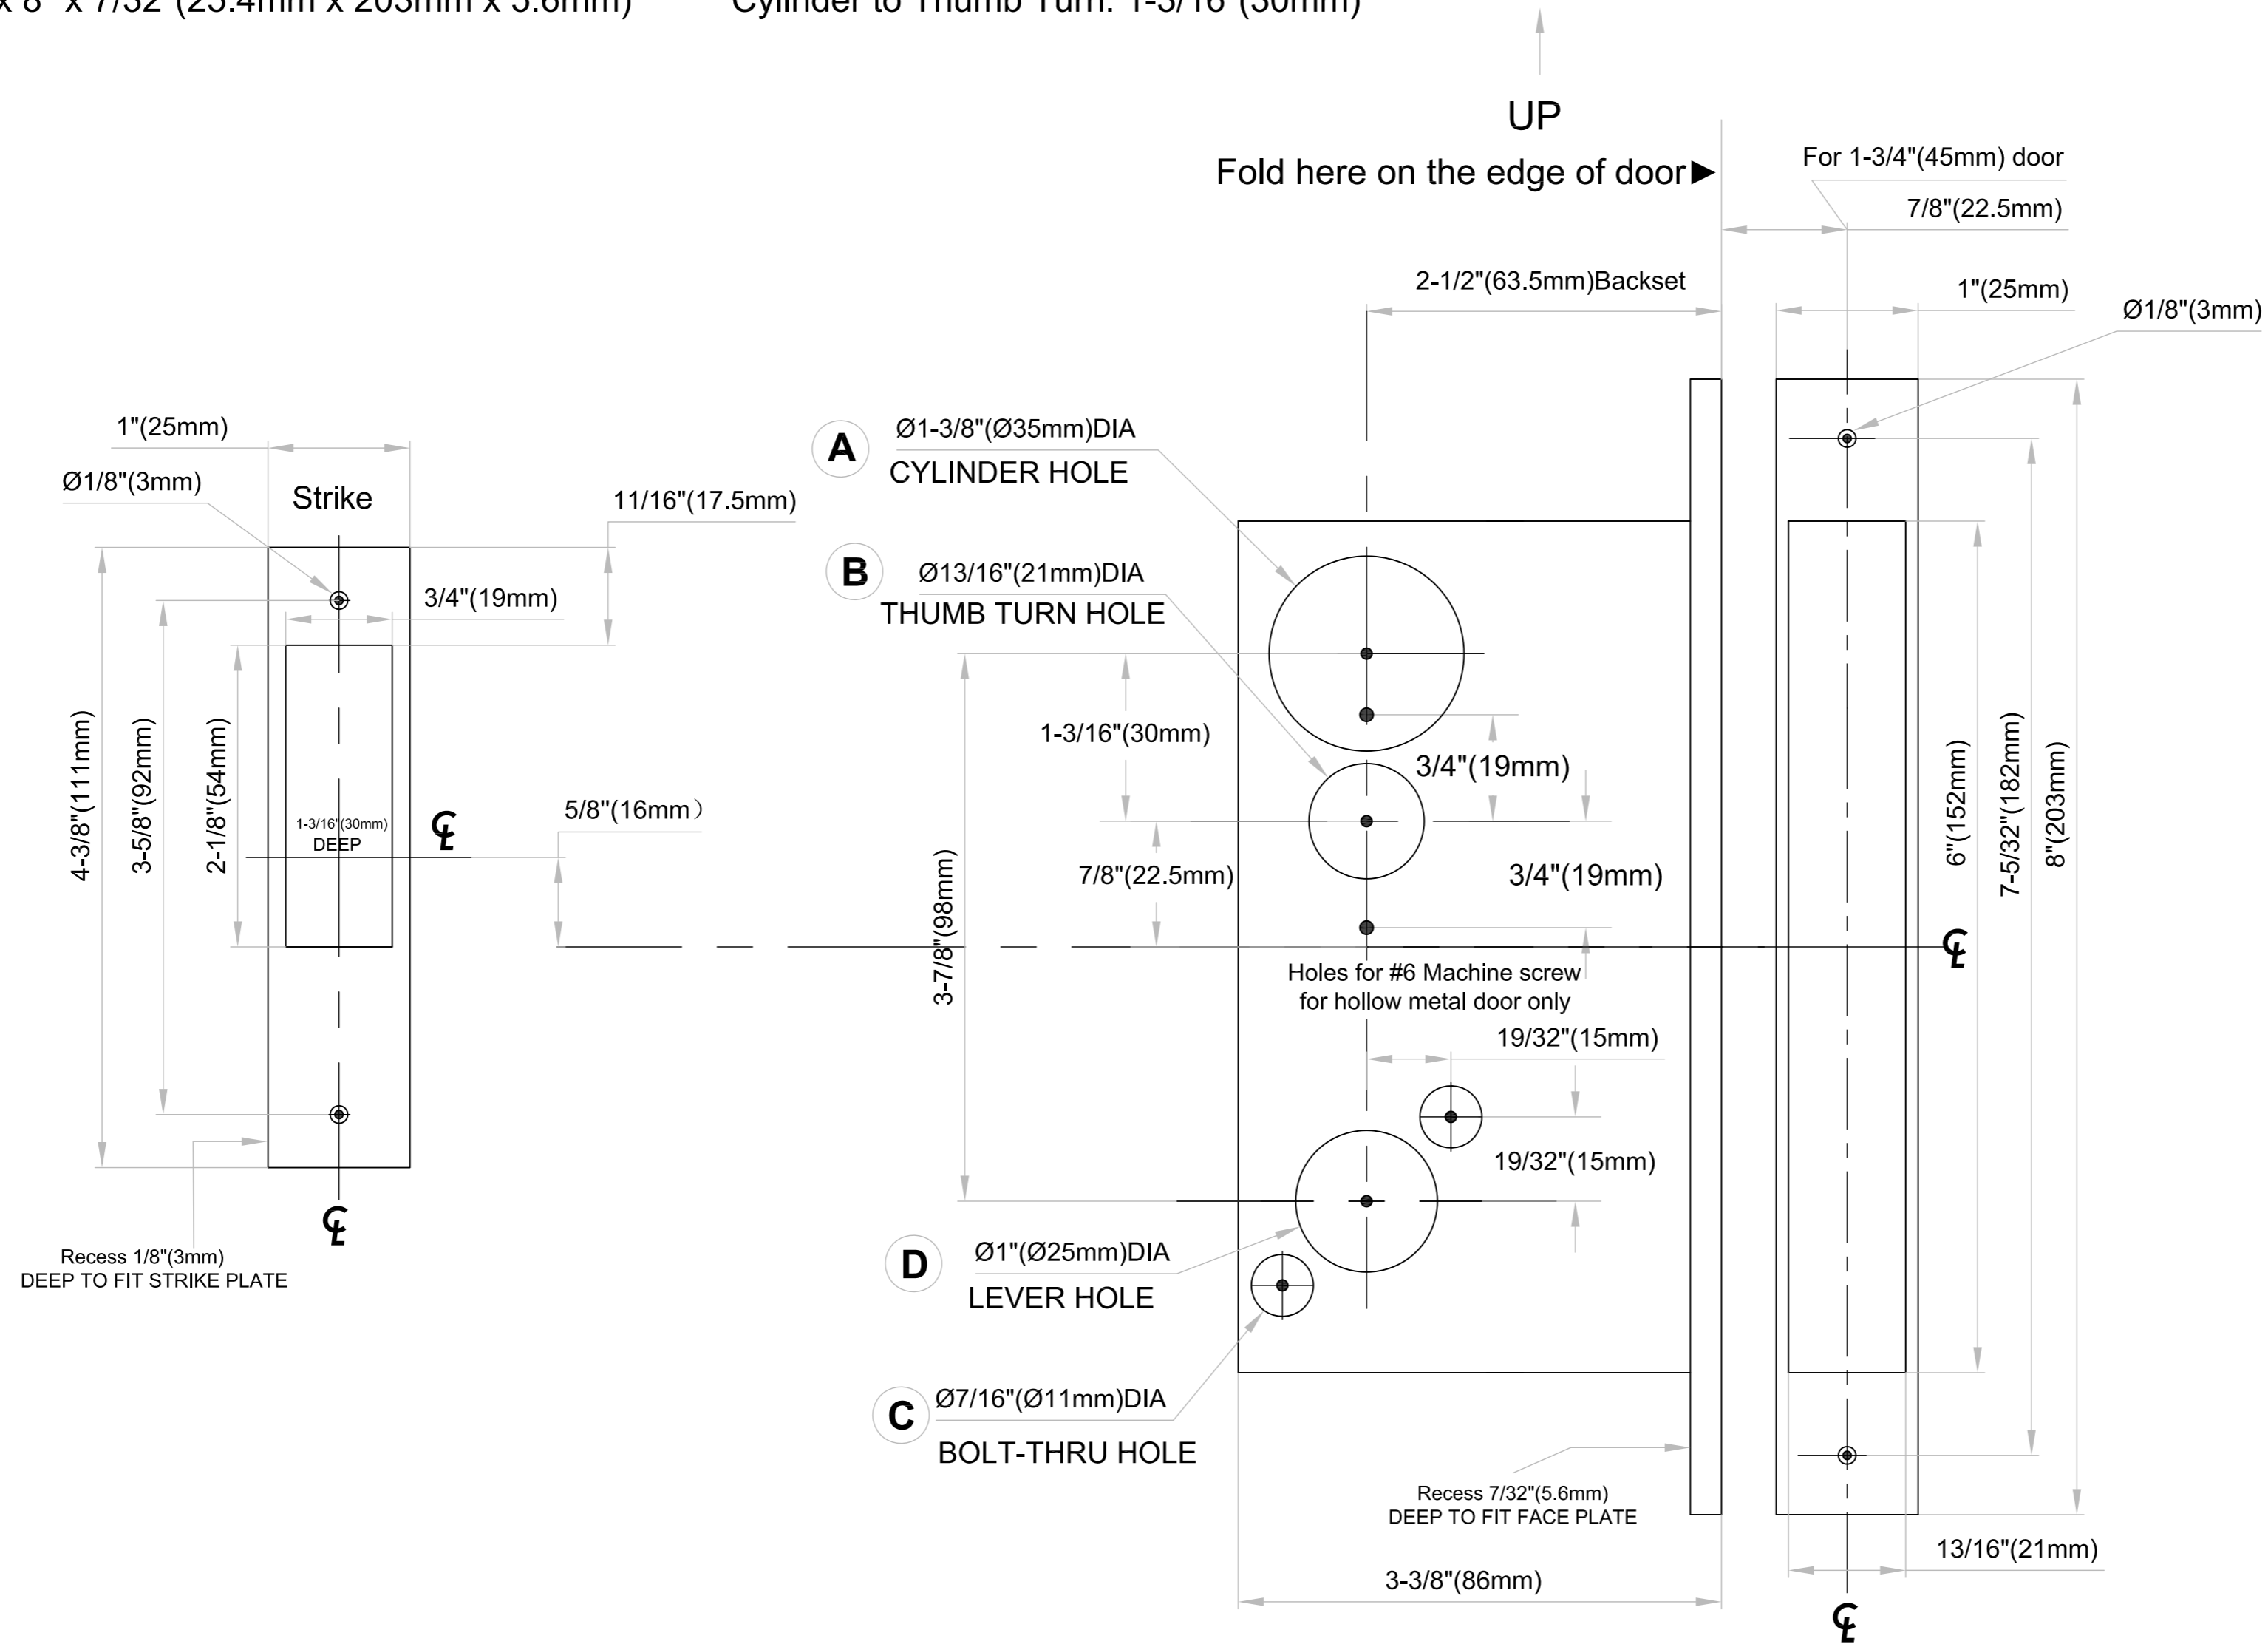 x 8" x 7/32"(25.4mm x 203mm x 5.6mm)
Cylinder to Thumb Turn: 1-3/16"(30mm)
UP
Fold here on the edge of door
For 1-3/4"(45mm) door
7/8"(22.5mm)
2-1/2"(63.5mm)Backset
1"(25mm)
Ø1/8"(3mm)
1"(25mm)
Ø1/8"(3mm)
Strike
11/16"(17.5mm)
3/4"(19mm)
4-3/8"(111mm)
3-5/8"(92mm)
2-1/8"(54mm)
1-3/16"(30mm)
DEEP
℄
5/8"(16mm）
℄
Recess 1/8"(3mm)
DEEP TO FIT STRIKE PLATE
A
Ø1-3/8"(Ø35mm)DIA
CYLINDER HOLE
B
Ø13/16"(21mm)DIA
THUMB TURN HOLE
1-3/16"(30mm)
3/4"(19mm)
7/8"(22.5mm)
3/4"(19mm)
3-7/8"(98mm)
Holes for #6 Machine screw
for hollow metal door only
19/32"(15mm)
19/32"(15mm)
D
Ø1"(Ø25mm)DIA
LEVER HOLE
C
Ø7/16"(Ø11mm)DIA
BOLT-THRU HOLE
Recess 7/32"(5.6mm)
DEEP TO FIT FACE PLATE
3-3/8"(86mm)
6"(152mm)
7-5/32"(182mm)
8"(203mm)
℄
13/16"(21mm)
℄